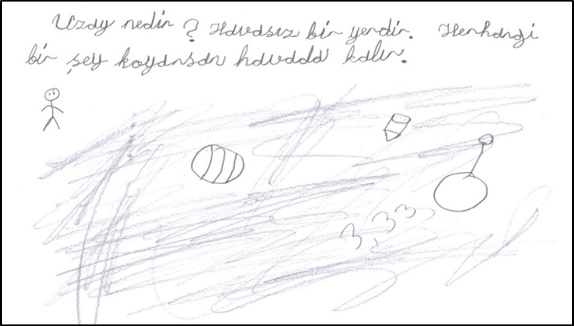 Uzay nedir? Havasız bir yerdir. Herhangi
bir şey koyarsan havada kalır.